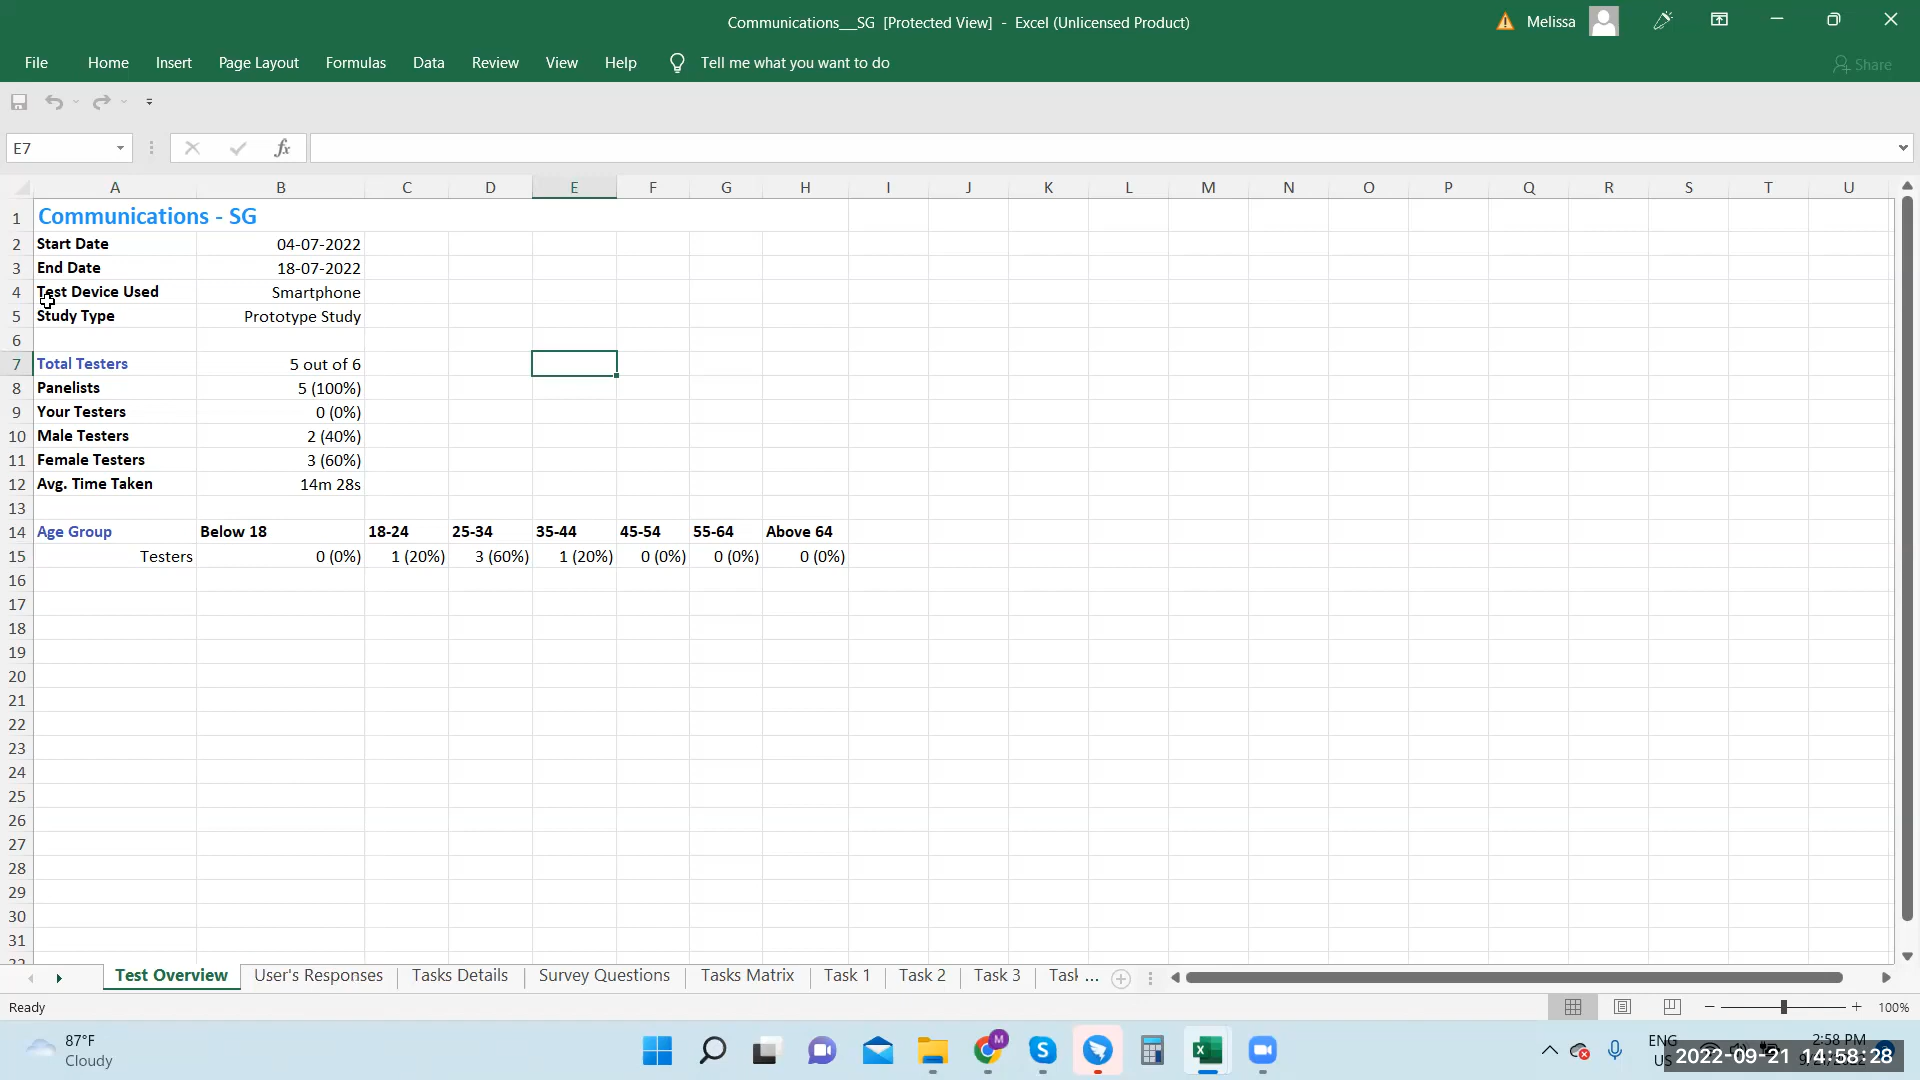 Communications__SG [Protected View] - Excel (Unlicensed Product)
Melissa
File Home Insert Page Layout Formulas Data Review View Help Tell me what you want to do Share
E7
A B C D E F G H I J K L M N O P Q R S T U
1 Communications - SG
2 Start Date 04-07-2022
3 End Date 18-07-2022
4 Test Device Used Smartphone
5 Study Type Prototype Study
6
7 Total Testers 5 out of 6
8 Panelists 5 (100%)
9 Your Testers 0 (0%)
10 Male Testers 2 (40%)
11 Female Testers 3 (60%)
12 Avg. Time Taken 14m 28s
13
14 Age Group Below 18 18-24 25-34 35-44 45-54 55-64 Above 64
15 Testers 0 (0%) 1 (20%) 3 (60%) 1 (20%) 0 (0%) 0 (0%) 0 (0%)
16
17
18
19
20
21
22
23
24
25
26
27
28
29
30
31
Test Overview User's Responses Tasks Details Survey Questions Tasks Matrix Task 1 Task 2 Task 3 Task ...
Ready 100%
87°F
Cloudy
ENG
US
2:58 PM
2022-09-21 14:58:28